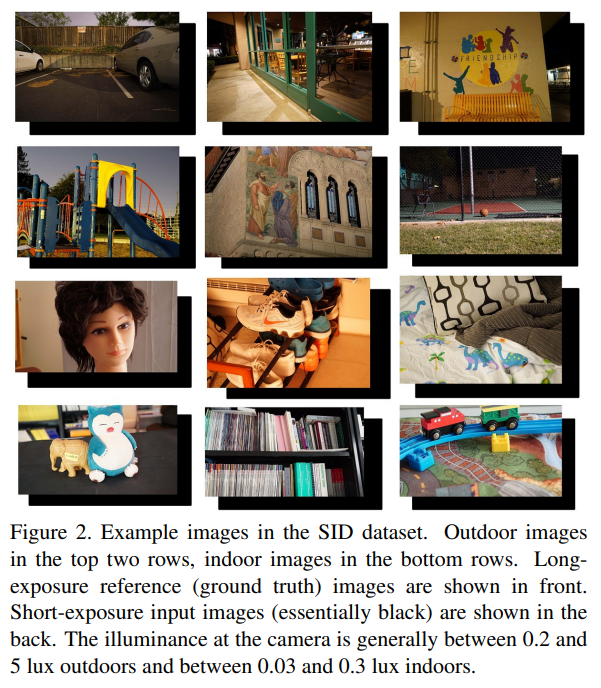 FRIENDSHIP
Figure 2. Example images in the SID dataset. Outdoor images
in the top two rows, indoor images in the bottom rows. Long-
exposure reference (ground truth) images are shown in front.
Short-exposure input images (essentially black) are shown in the
back. The illuminance at the camera is generally between 0.2 and
5 lux outdoors and between 0.03 and 0.3 lux indoors.